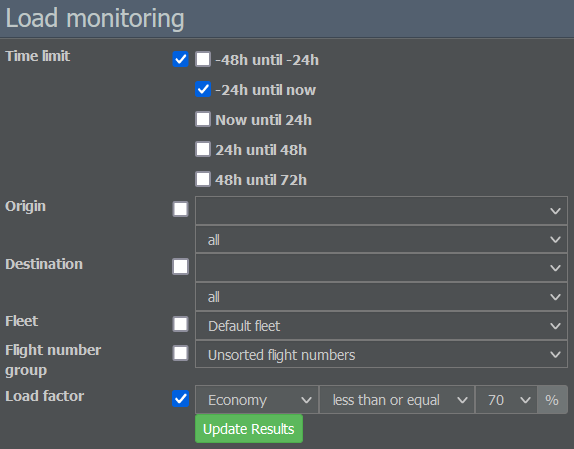 Load monitoring
Time limit
-48h until -24h
-24h until now
Now until 24h
24h until 48h
48h until 72h
Origin
all
Destination
all
Fleet
Default fleet
Flight number
group
Unsorted flight numbers
Load factor
Economy
less than or equal
70
%
Update Results